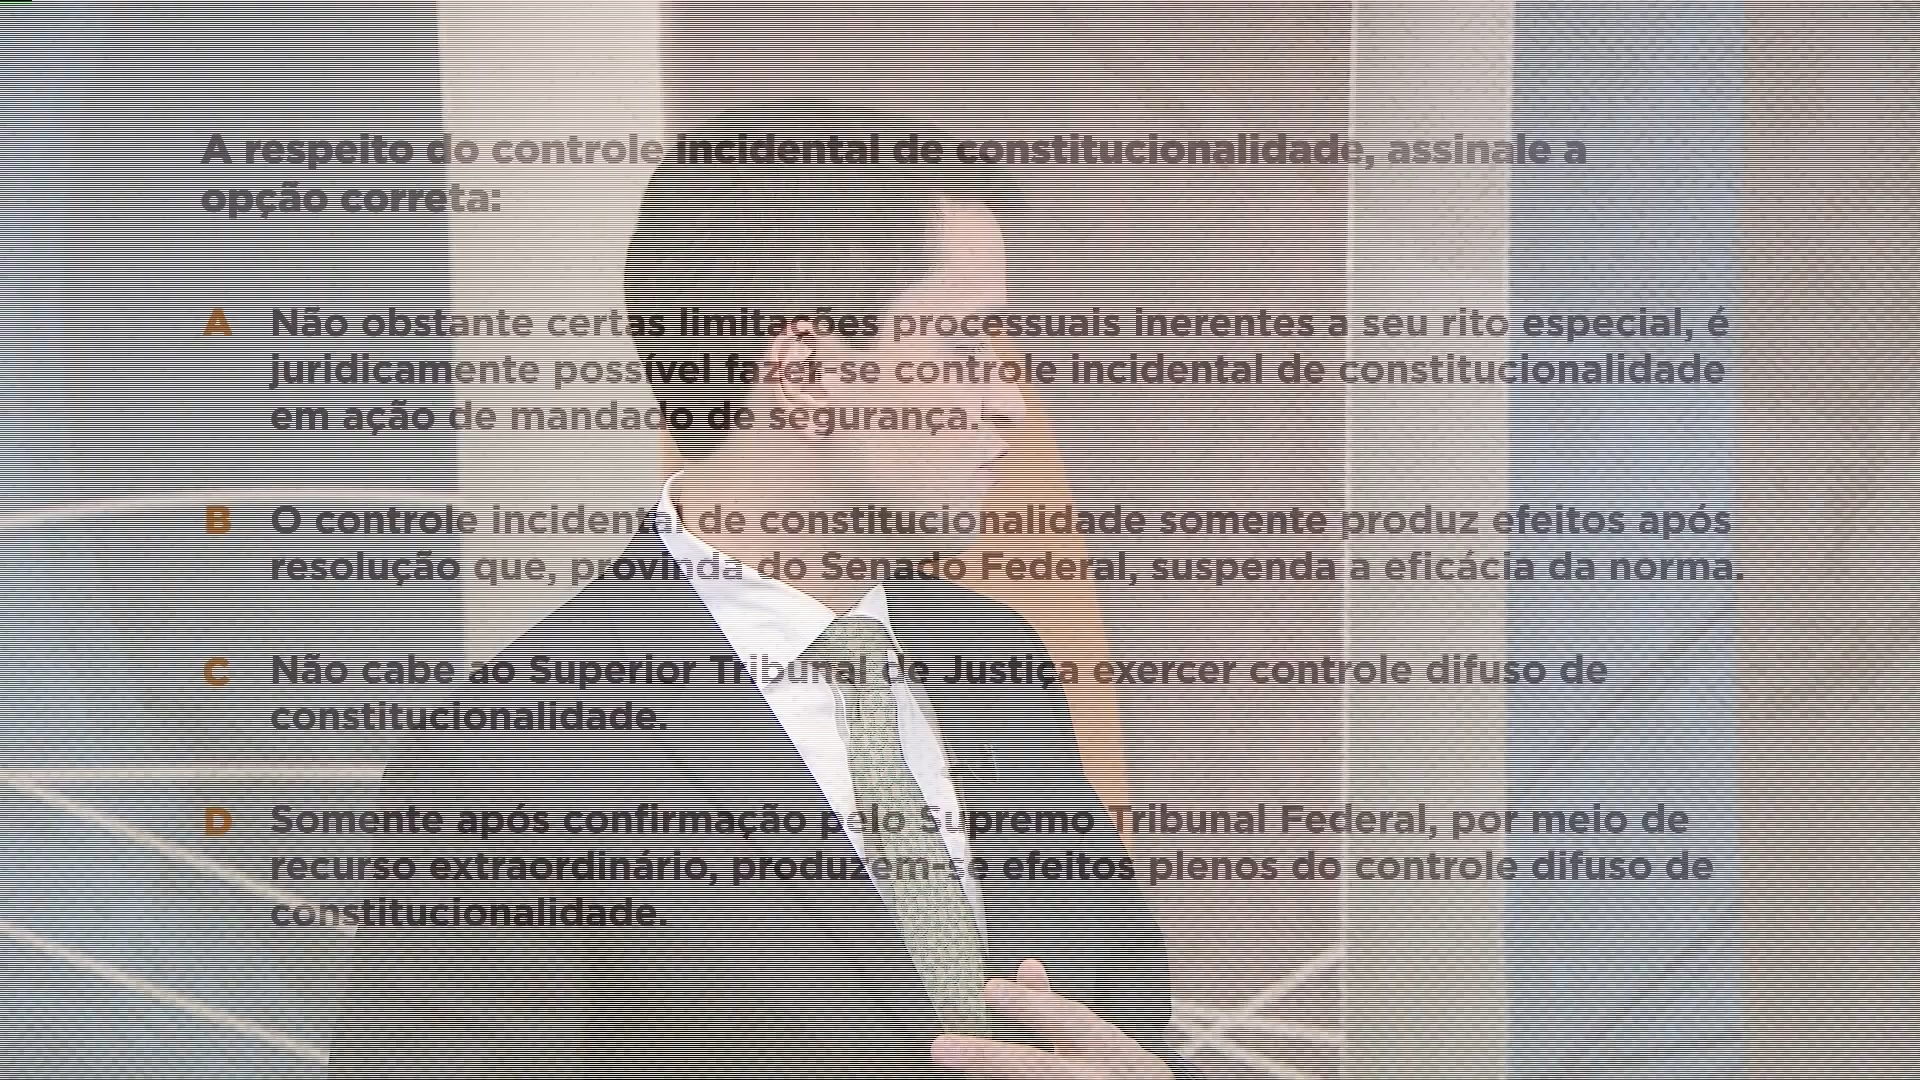 A respeito do controle incidental de constitucionalidade, assinale a
opção correta:
A Não obstante certas limitações processuais inerentes a seu rito especial, é
juridicamente possível fazer-se controle incidental de constitucionalidade
em ação de mandado de segurança.
B O controle incidental de constitucionalidade somente produz efeitos após
resolução que, provinda do Senado Federal, suspenda a eficácia da norma.
C Não cabe ao Superior Tribunal de Justiça exercer controle difuso de
constitucionalidade.
D Somente após confirmação pelo Supremo Tribunal Federal, por meio de
recurso extraordinário, produzem-se efeitos plenos do controle difuso de
constitucionalidade.